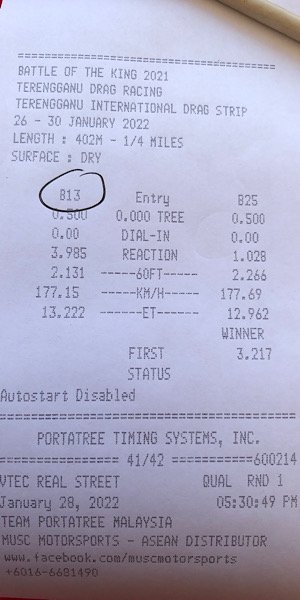 ========================================
BATTLE OF THE KING 2021
TERENGGANU DRAG RACING
TERENGGANU INTERNATIONAL DRAG STRIP
26 - 30 JANUARY 2022
LENGTH : 402M - 1/4 MILES
SURFACE : DRY
813 Entry B25
0.500 0.000 TREE 0.500
0.00 DIAL-IN 0.00
3.985 REACTION 1.028
2.131 ------60FT------ 2.266
177.15 ------KM/H------ 177.69
13.222 -------ET------- 12.962
WINNER
FIRST 3.217
STATUS
Autostart Disabled
========================================
PORTATREE TIMING SYSTEMS, INC.
================ 41/42 ===========600214
VTEC REAL STREET QUAL RND 1
January 28, 2022 05:30:49 PM
TEAM PORTATREE MALAYSIA
MUSC MOTORSPORTS - ASEAN DISTRIBUTOR
www.facebook.com/muscmotorsports
+6016-6681490